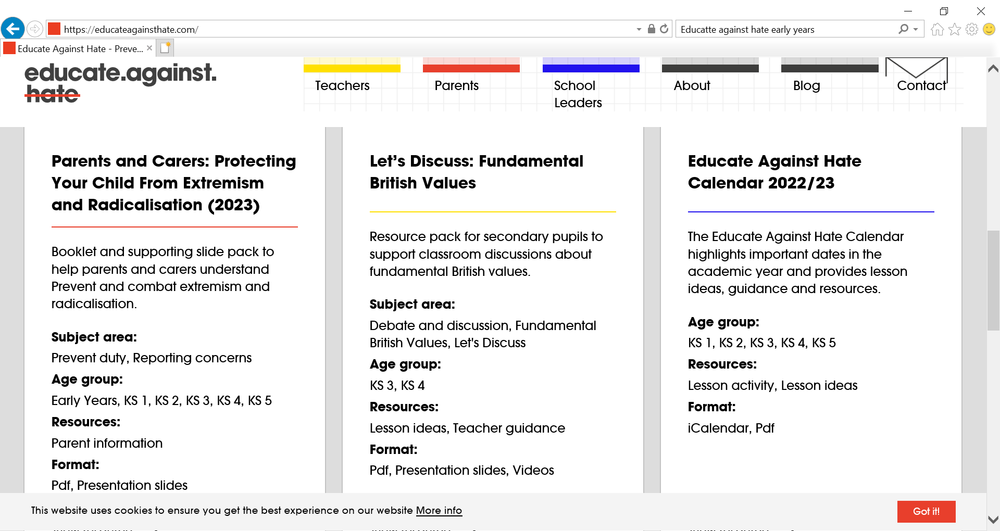 https://educateagainsthate.com/
Educatte against hate early years
Educate Against Hate - Preve...
educate.against.
hate
Teachers
Parents
School
Leaders
About
Blog
Contact
Parents and Carers: Protecting
Your Child From Extremism
and Radicalisation (2023)
Booklet and supporting slide pack to
help parents and carers understand
Prevent and combat extremism and
radicalisation.
Subject area:
Prevent duty, Reporting concerns
Age group:
Early Years, KS 1, KS 2, KS 3, KS 4, KS 5
Resources:
Parent information
Format:
Pdf, Presentation slides
Let’s Discuss: Fundamental
British Values
Resource pack for secondary pupils to
support classroom discussions about
fundamental British values.
Subject area:
Debate and discussion, Fundamental
British Values, Let's Discuss
Age group:
KS 3, KS 4
Resources:
Lesson ideas, Teacher guidance
Format:
Pdf, Presentation slides, Videos
Educate Against Hate
Calendar 2022/23
The Educate Against Hate Calendar
highlights important dates in the
academic year and provides lesson
ideas, guidance and resources.
Age group:
KS 1, KS 2, KS 3, KS 4, KS 5
Resources:
Lesson activity, Lesson ideas
Format:
iCalendar, Pdf
This website uses cookies to ensure you get the best experience on our website More info
Got it!